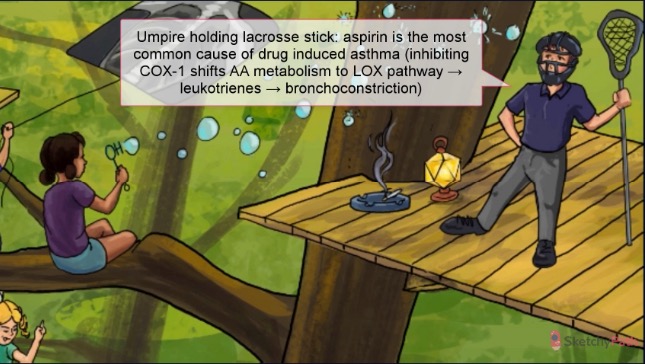 Umpire holding lacrosse stick: aspirin is the most
common cause of drug induced asthma (inhibiting
COX-1 shifts AA metabolism to LOX pathway →
leukotrienes → bronchoconstriction)
OH